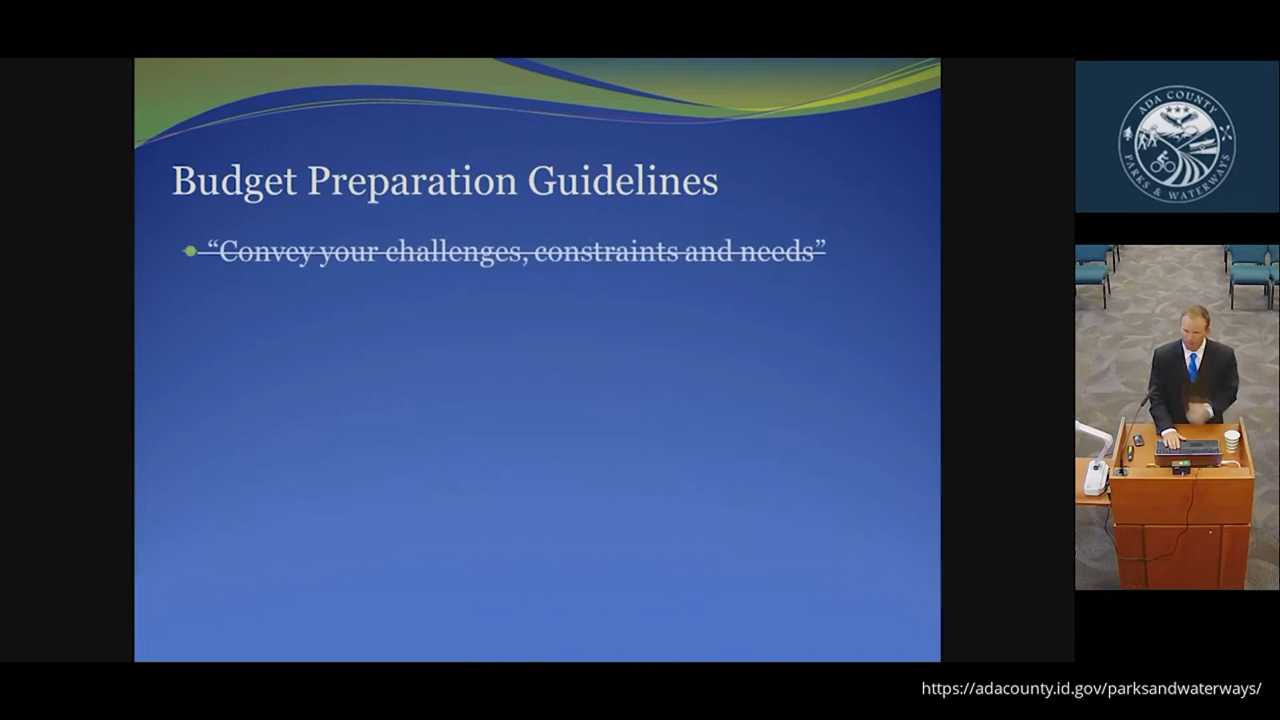 Budget Preparation Guidelines
“Convey your challenges, constraints and needs”
ADA COUNTY
PARKS & WATERWAYS
https://adacounty.id.gov/parksandwaterways/